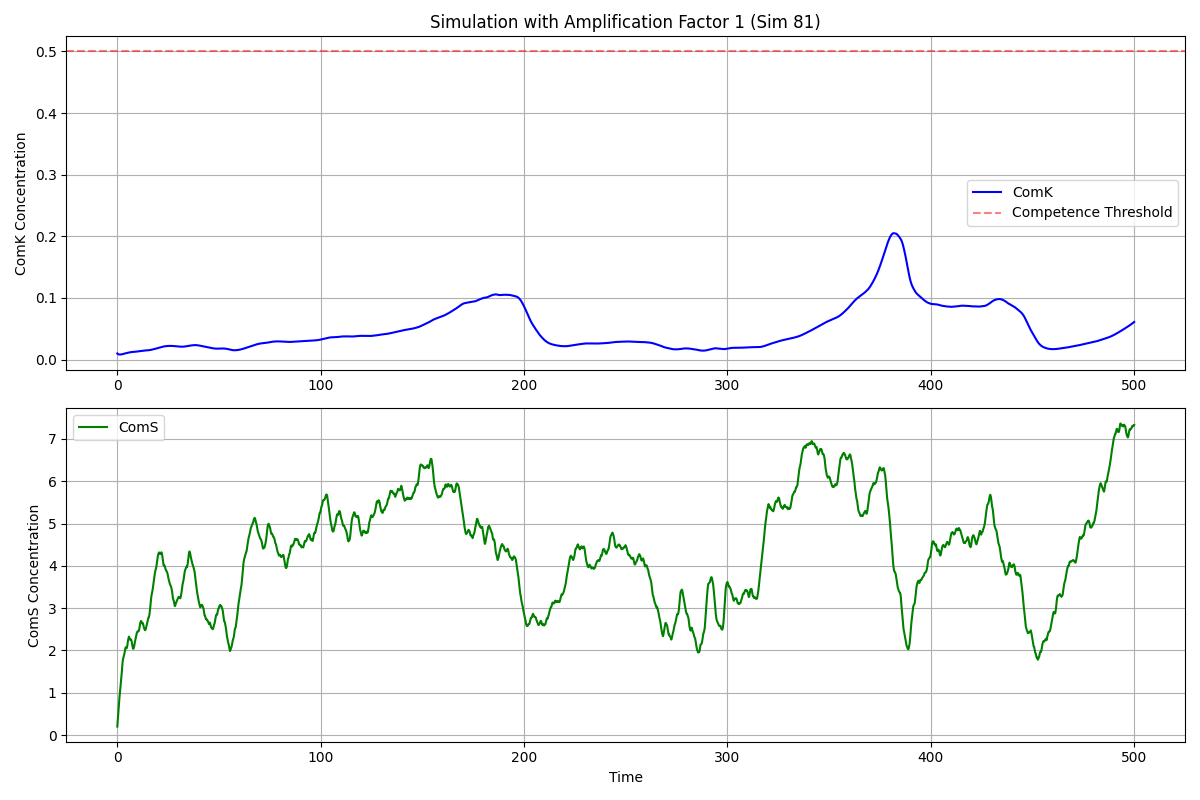 Simulation with Amplification Factor 1 (Sim 81)
ComK Concentration
0.5
0.4
0.3
0.2
0.1
0.0
ComK
Competence Threshold
0 100 200 300 400 500
ComS Concentration
7
6
5
4
3
2
1
0
ComS
0 100 200 300 400 500
Time